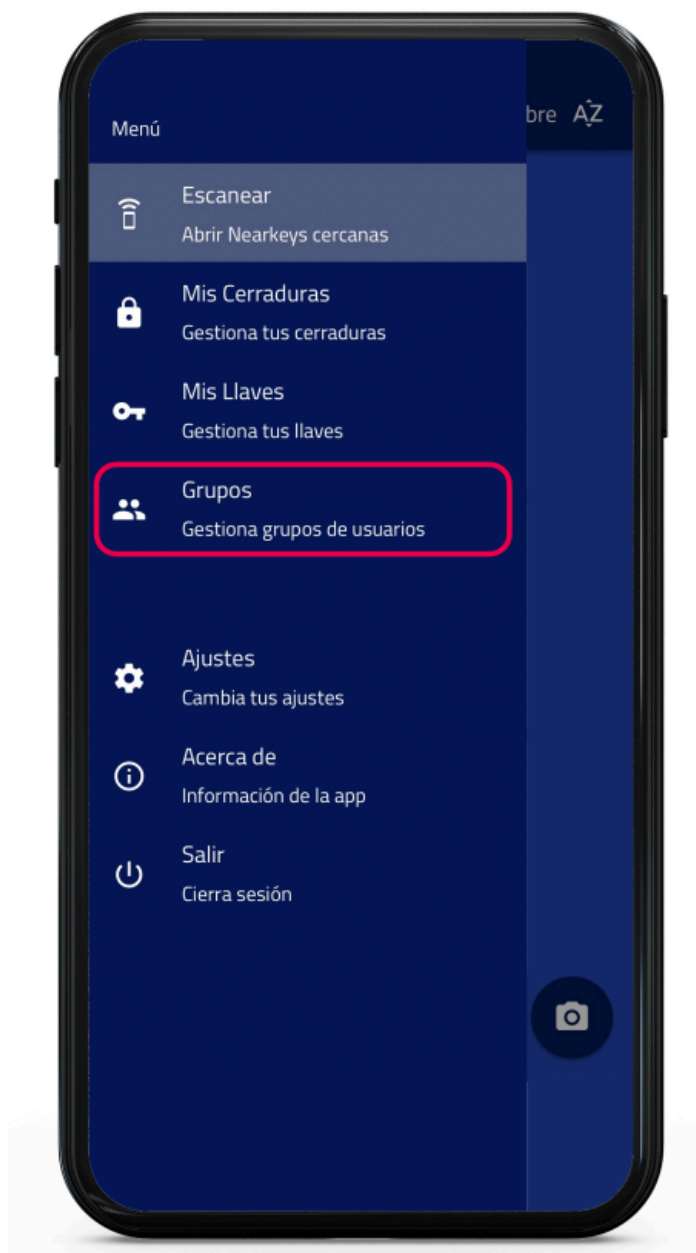 Menú
bre AZ
Escanear
Abrir Nearkeys cercanas
Mis Cerraduras
Gestiona tus cerraduras
Mis Llaves
Gestiona tus llaves
Grupos
Gestiona grupos de usuarios
Ajustes
Cambia tus ajustes
Acerca de
Información de la app
Salir
Cierra sesión